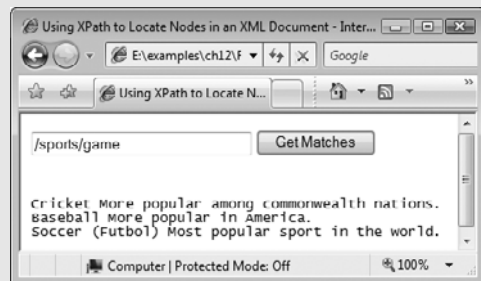 Using XPath to Locate Nodes in an XML Document - Inter...
E:\examples\ch12\F
Google
Using XPath to Locate N...
/sports/game
Get Matches
Cricket More popular among commonwealth nations.
Baseball More popular in America.
Soccer (Futbol) Most popular sport in the world.
Computer | Protected Mode: Off
100%